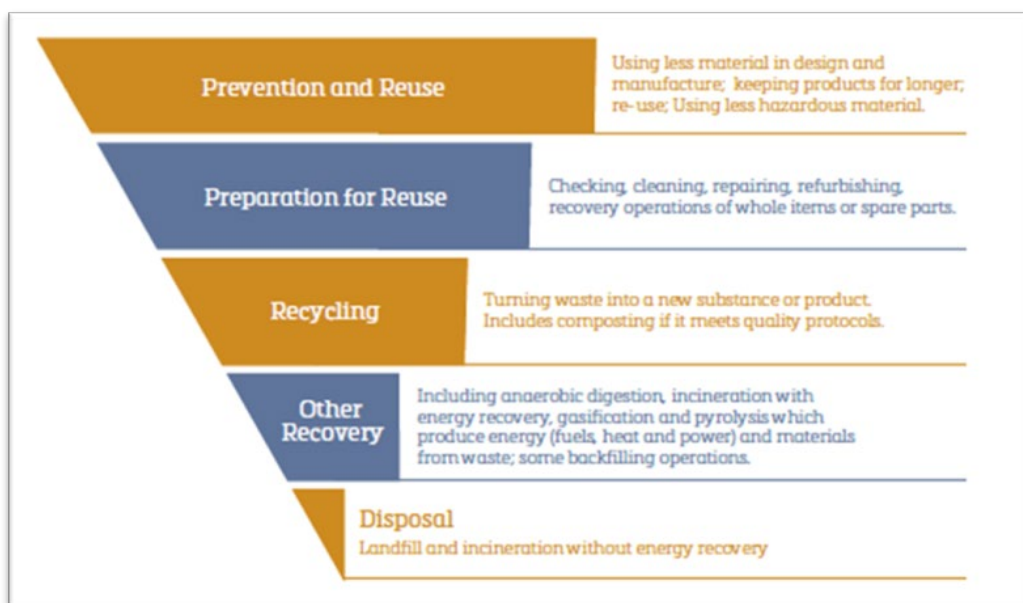 Prevention and Reuse
Using less material in design and
manufacture; keeping products for longer;
re-use; Using less hazardous material.
Preparation for Reuse
Checking, cleaning, repairing, refurbishing,
recovery operations of whole items or spare parts.
Recycling
Turning waste into a new substance or product.
Includes composting if it meets quality protocols.
Other
Recovery
Including anaerobic digestion, incineration with
energy recovery, gasification and pyrolysis which
produce energy (fuels, heat and power) and materials
from waste; some backfilling operations.
Disposal
Landfill and incineration without energy recovery